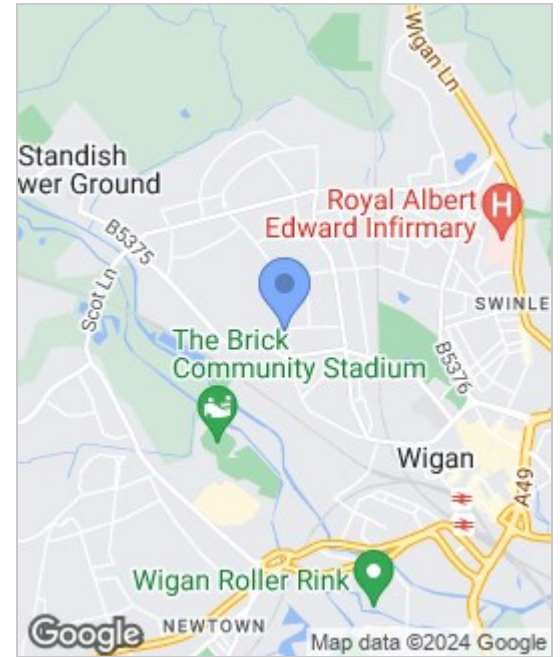 Wigan Ln
Standish
wer Ground
B5375
Royal Albert
Edward Infirmary
H
Scot Ln
SWINLE
The Brick
Community Stadium
B5376
Wigan
A49
Wigan Roller Rink
NEWTOWN
Google
Map data ©2024 Google